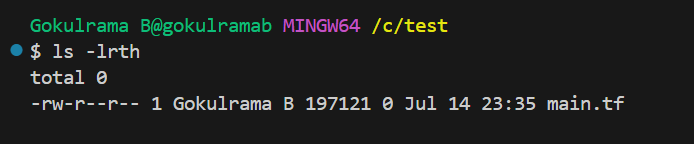 Gokulrama B@gokulramab MINGW64 /c/test
$ ls -lrth
total 0
-rw-r--r-- 1 Gokulrama B 197121 0 Jul 14 23:35 main.tf